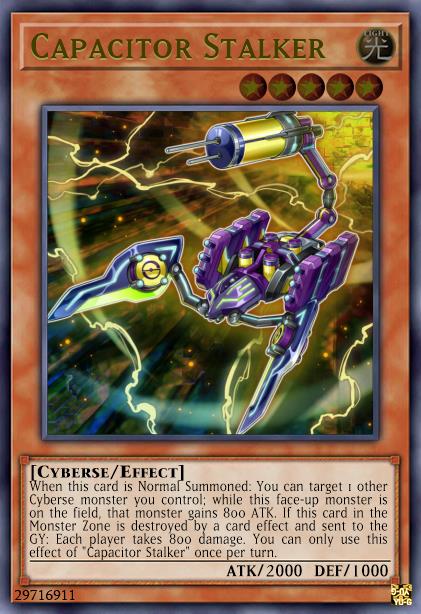 CAPACITOR STALKER
LIGHT
光
[CYBERSE/EFFECT]
When this card is Normal Summoned: You can target 1 other
Cyberse monster you control; while this face-up monster is
on the field, that monster gains 800 ATK. If this card in the
Monster Zone is destroyed by a card effect and sent to the
GY: Each player takes 800 damage. You can only use this
effect of "Capacitor Stalker" once per turn.
ATK/2000 DEF/1000
29716911